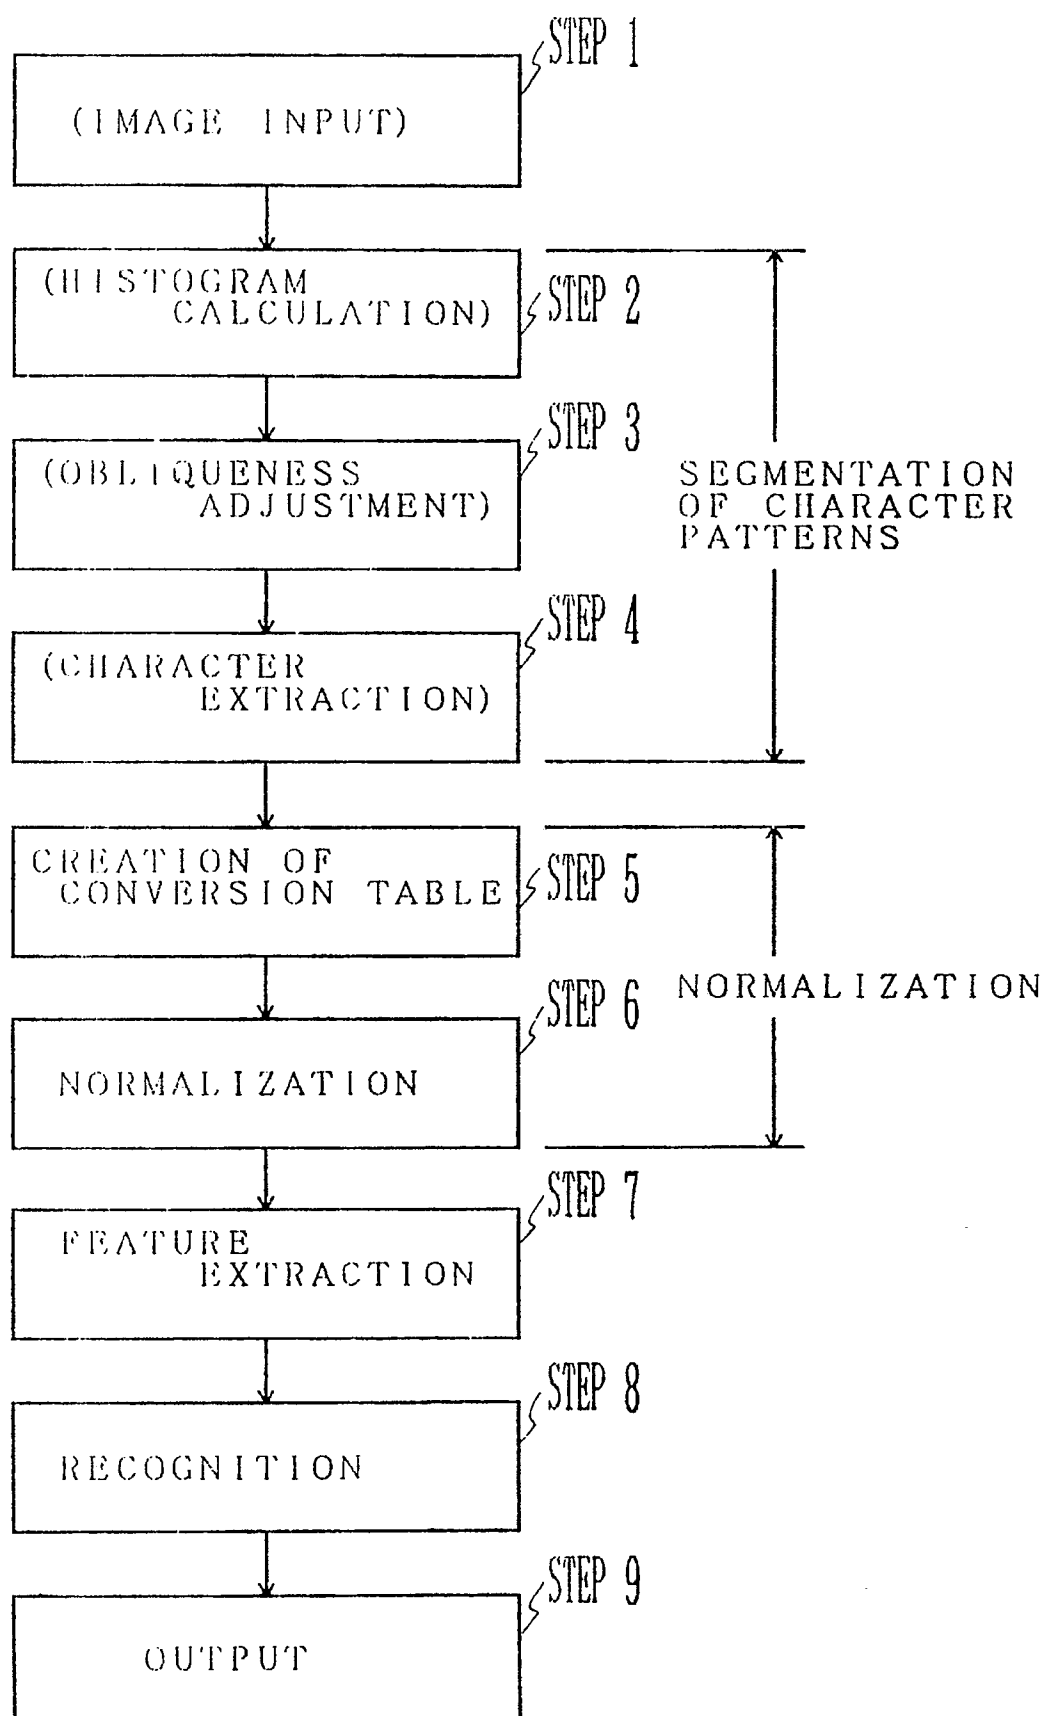 STEP 1
(IMAGE INPUT)
(HISTOGRAM
CALCULATION)
STEP 2
STEP 3
(OBLIQUENESS
ADJUSTMENT)
SEGMENTATION
OF CHARACTER
PATTERNS
STEP 4
(CHARACTER
EXTRACTION)
CREATION OF
CONVERSION TABLE
STEP 5
STEP 6
NORMALIZATION
NORMALIZATION
STEP 7
FEATURE
EXTRACTION
STEP 8
RECOGNITION
STEP 9
OUTPUT